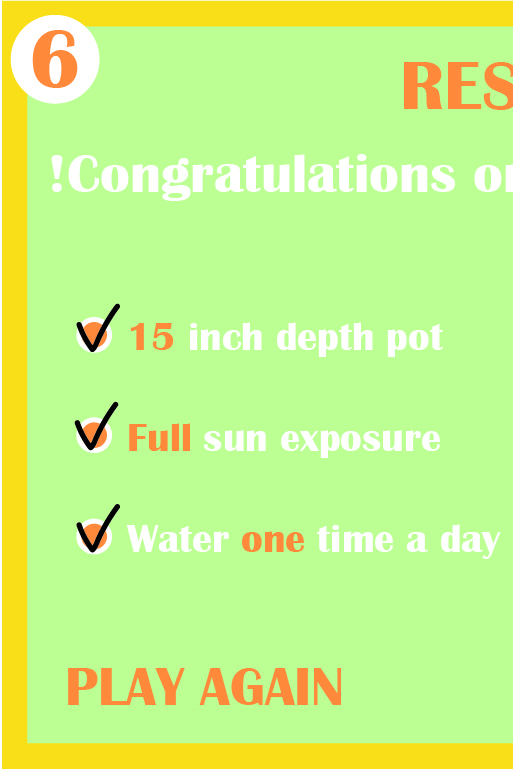 6
RES
!Congratulations
15 inch depth pot
Full sun exposure
Water one time a day
PLAY AGAIN